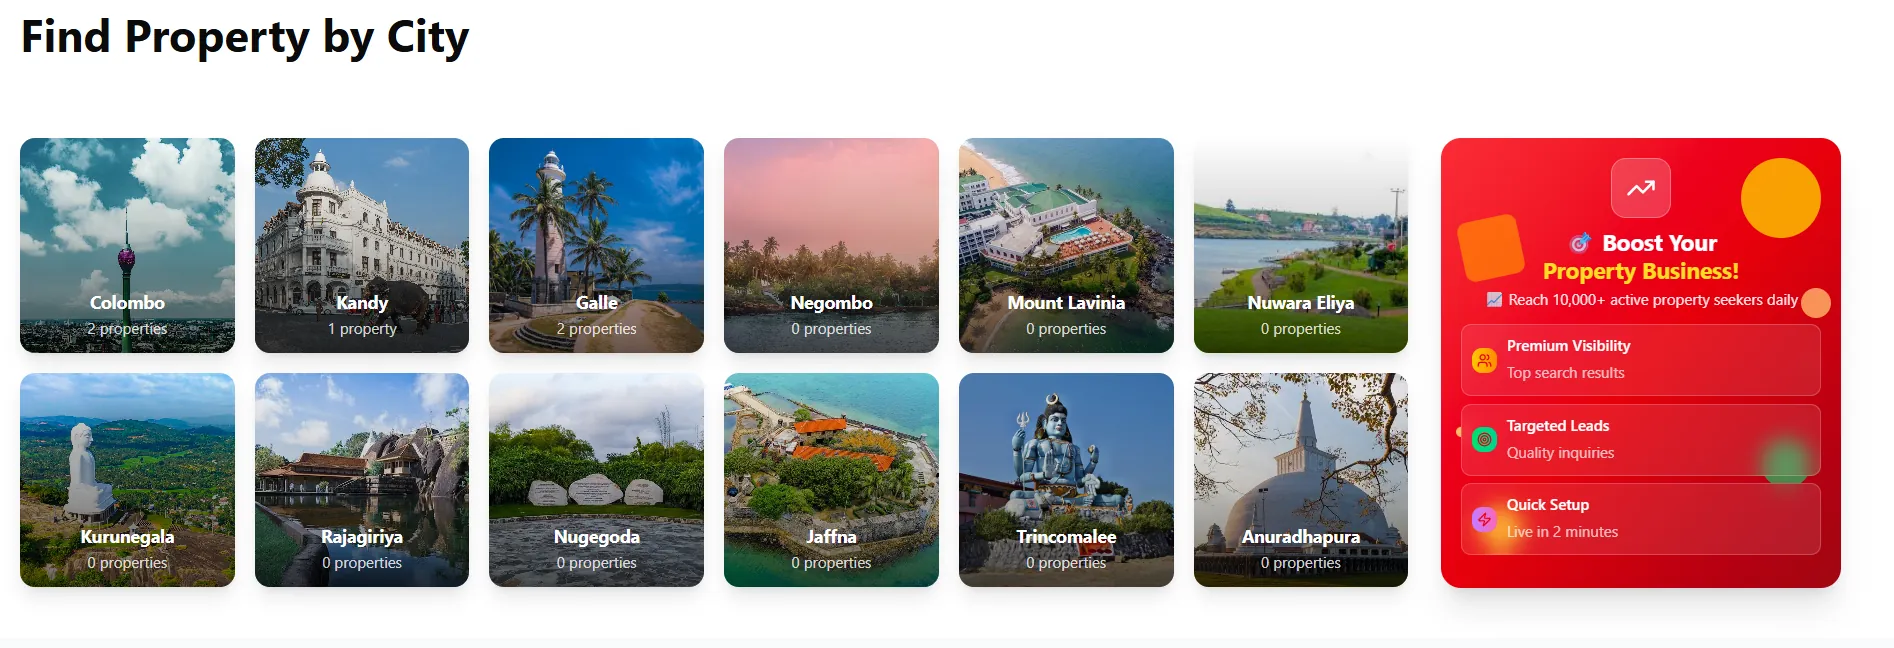 Find Property by City
Colombo
2 properties
Kandy
1 property
Galle
2 properties
Negombo
0 properties
Mount Lavinia
0 properties
Nuwara Eliya
0 properties
Kurunegala
0 properties
Rajagiriya
0 properties
Nugegoda
0 properties
Jaffna
0 properties
Trincomalee
0 properties
Anuradhapura
0 properties
🎯 Boost Your
Property Business!
📈 Reach 10,000+ active property seekers daily
Premium Visibility
Top search results
Targeted Leads
Quality inquiries
Quick Setup
Live in 2 minutes